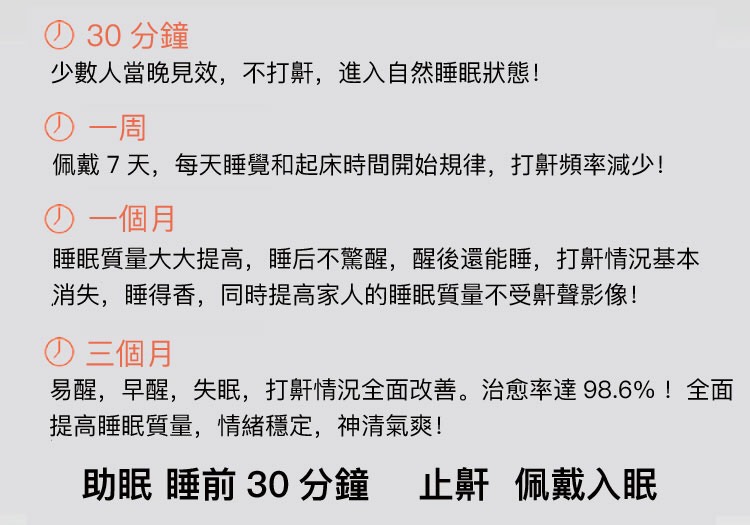 30 分鐘
少數人當晚見效，不打鼾，進入自然睡眠狀態！
一周
佩戴 7 天，每天睡覺和起床時間開始規律，打鼾頻率減少！
一個月
睡眠質量大大提高，睡后不驚醒，醒後還能睡，打鼾情況基本
消失，睡得香，同時提高家人的睡眠質量不受鼾聲影像！
三個月
易醒，早醒，失眠，打鼾情況全面改善。治愈率達 98.6%！全面
提高睡眠質量，情緒穩定，神清氣爽！
助眠 睡前 30 分鐘 止鼾 佩戴入眠